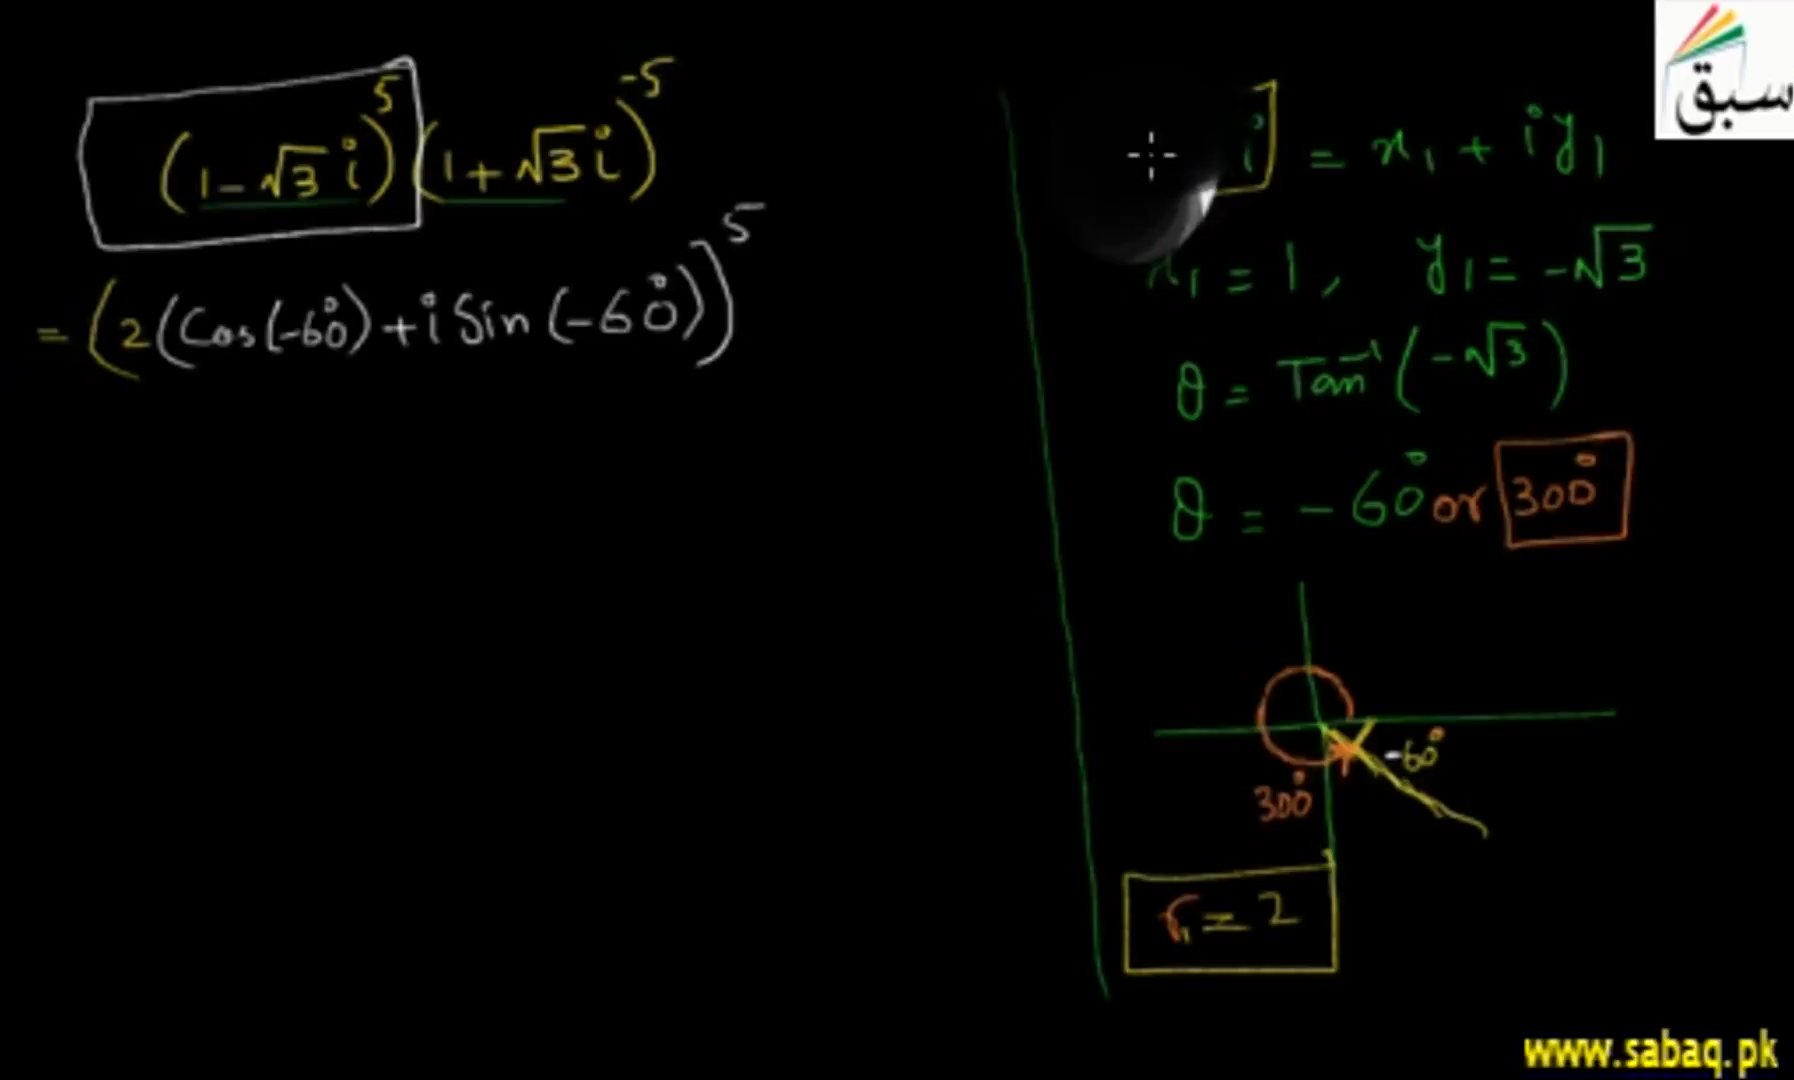 (1-√3 i)⁵ (1+√3 i)⁻⁵
= (2(Cos(-60°)+i Sin(-60°))⁵
i = x₁ + iy₁
x₁ = 1, y₁ = -√3
θ = Tan⁻¹(-√3)
θ = -60° or 300°
-60°
300°
r₁ = 2
سبق
www.sabaq.pk